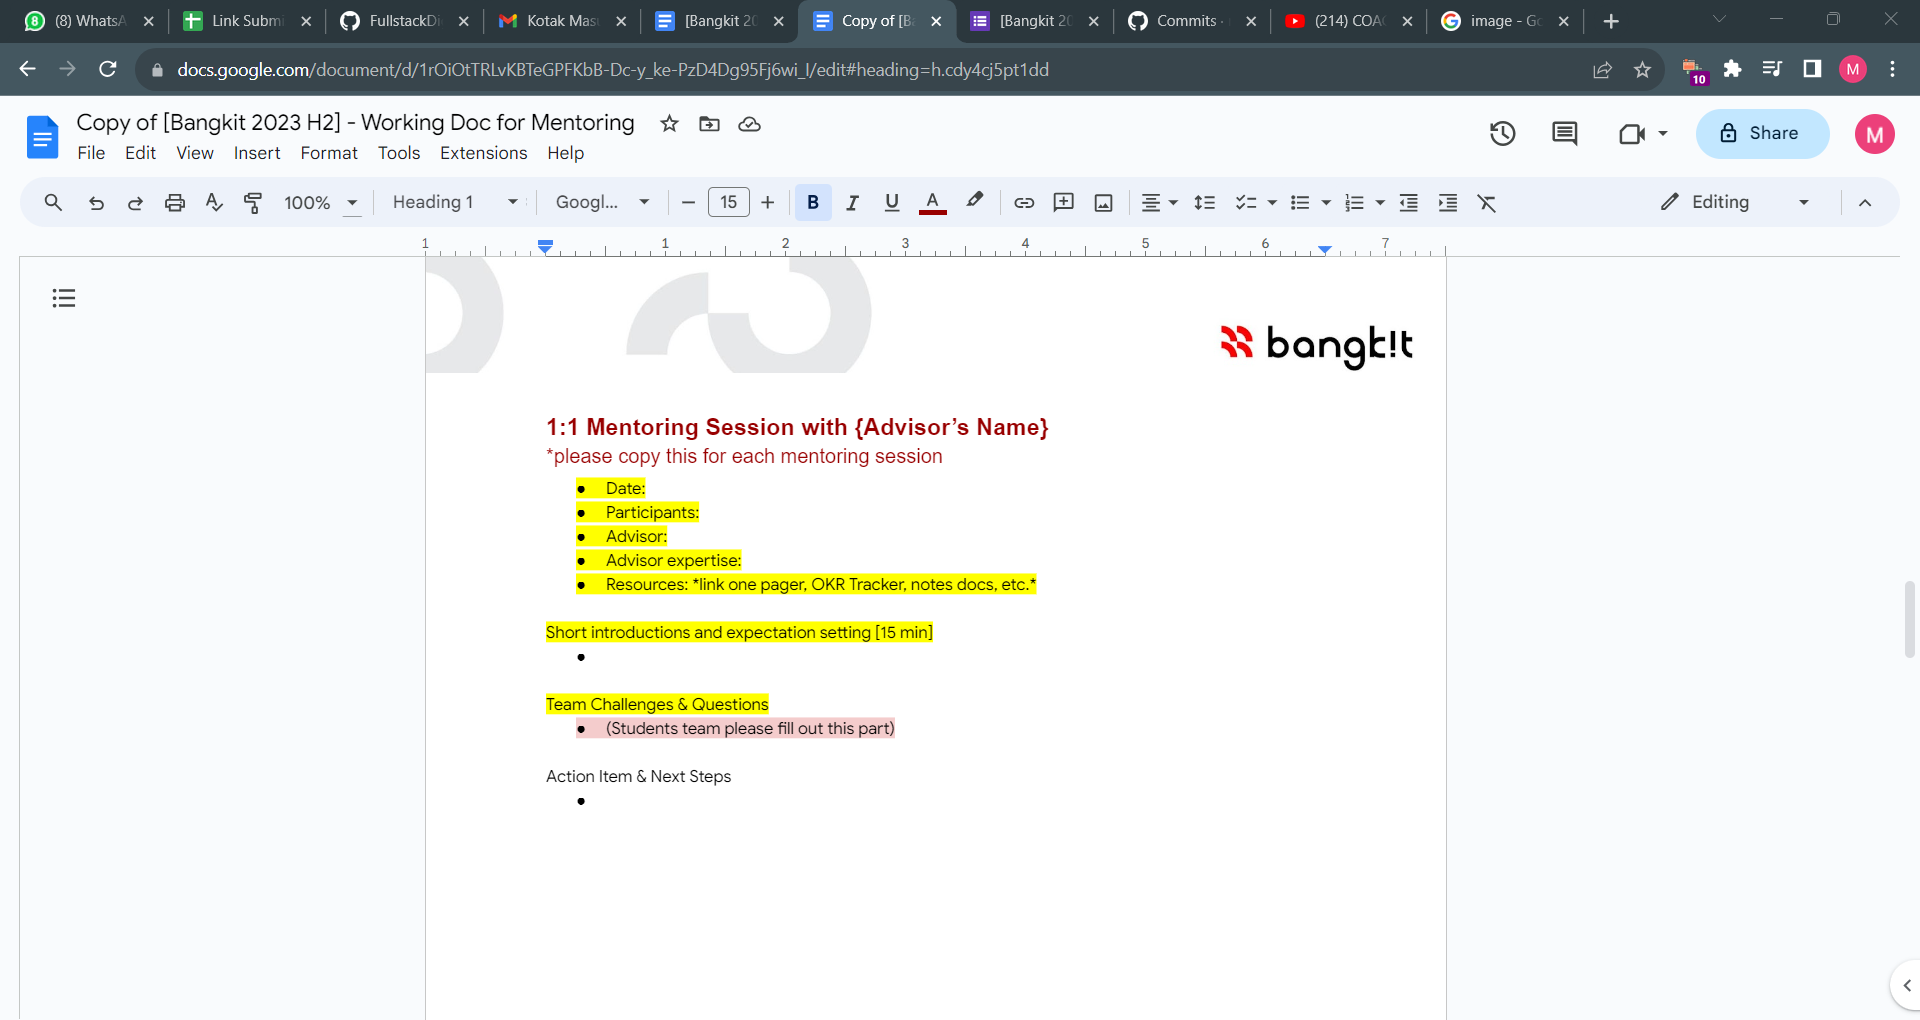 (8) WhatsA
Link Submi
FullstackDi
Kotak Mas
[Bangkit 20
Copy of [B
[Bangkit 20
Commits ·
(214) COA
image - Go
docs.google.com/document/d/1rOiOtTRLvKBTeGPFKbB-Dc-y_ke-PzD4Dg95Fj6wi_I/edit#heading=h.cdy4cj5pt1dd
10
M
Copy of [Bangkit 2023 H2] - Working Doc for Mentoring
File Edit View Insert Format Tools Extensions Help
Share
M
100% Heading 1 Googl... 15 B I U A Editing
1 1 2 3 4 5 6 7
bangk!t
1:1 Mentoring Session with {Advisor’s Name}
*please copy this for each mentoring session
● Date:
● Participants:
● Advisor:
● Advisor expertise:
● Resources: *link one pager, OKR Tracker, notes docs, etc.*
Short introductions and expectation setting [15 min]
●
Team Challenges & Questions
● (Students team please fill out this part)
Action Item & Next Steps
●